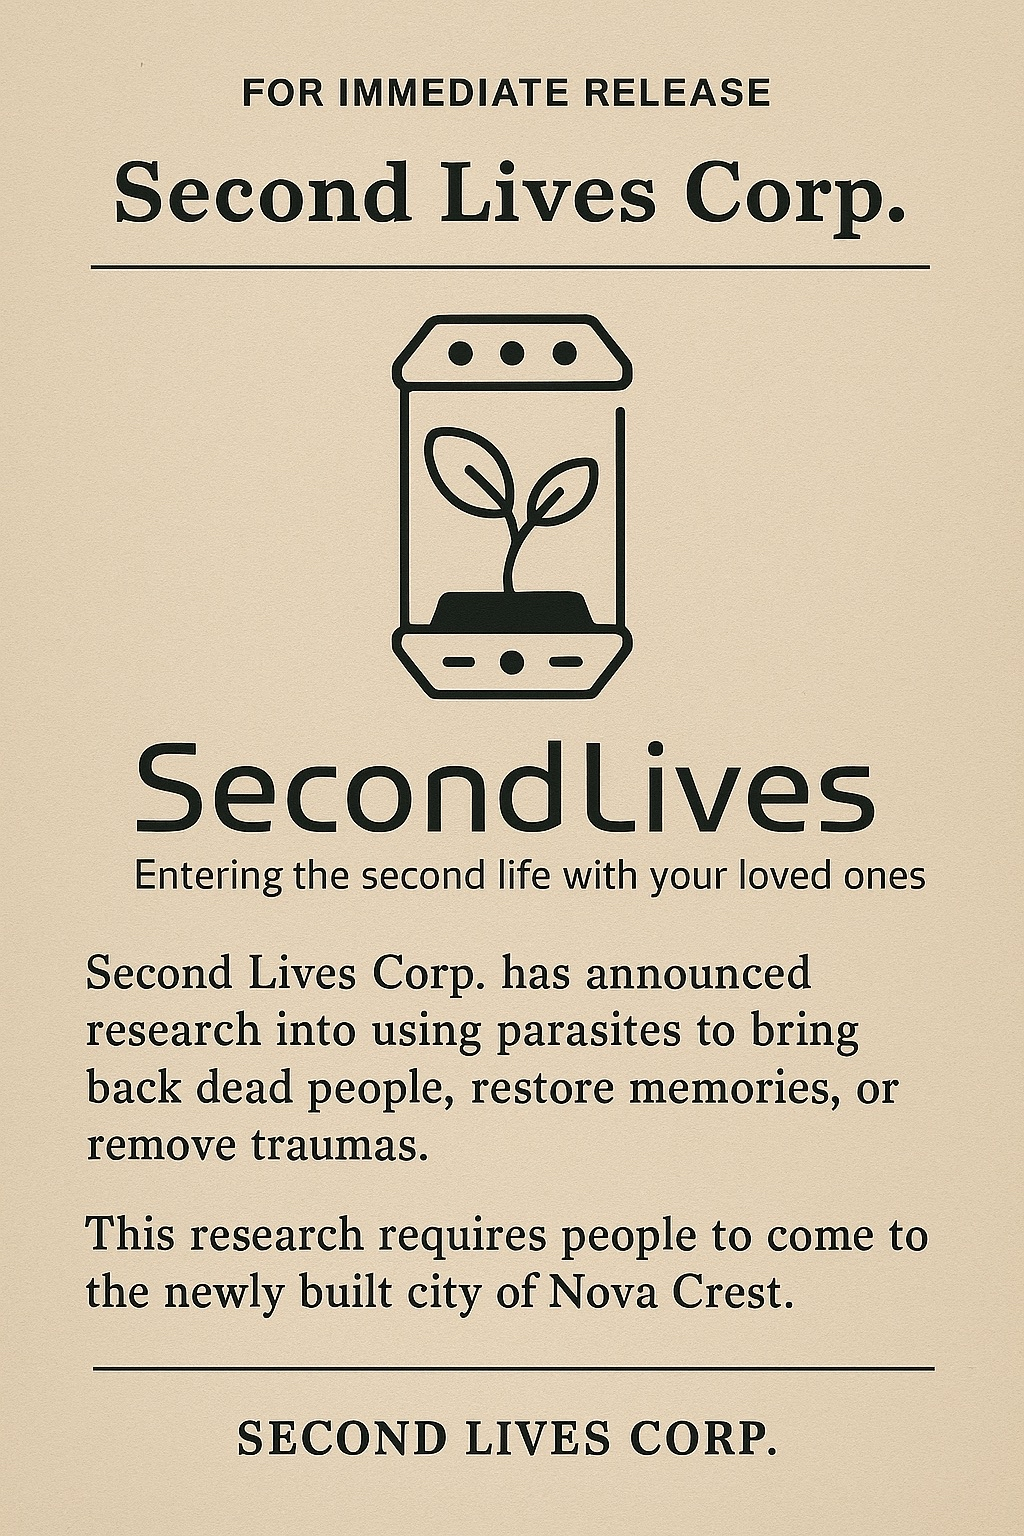 FOR IMMEDIATE RELEASE
Second Lives Corp.
SecondLives
Entering the second life with your loved ones
Second Lives Corp. has announced
research into using parasites to bring
back dead people, restore memories, or
remove traumas.
This research requires people to come to
the newly built city of Nova Crest.
SECOND LIVES CORP.